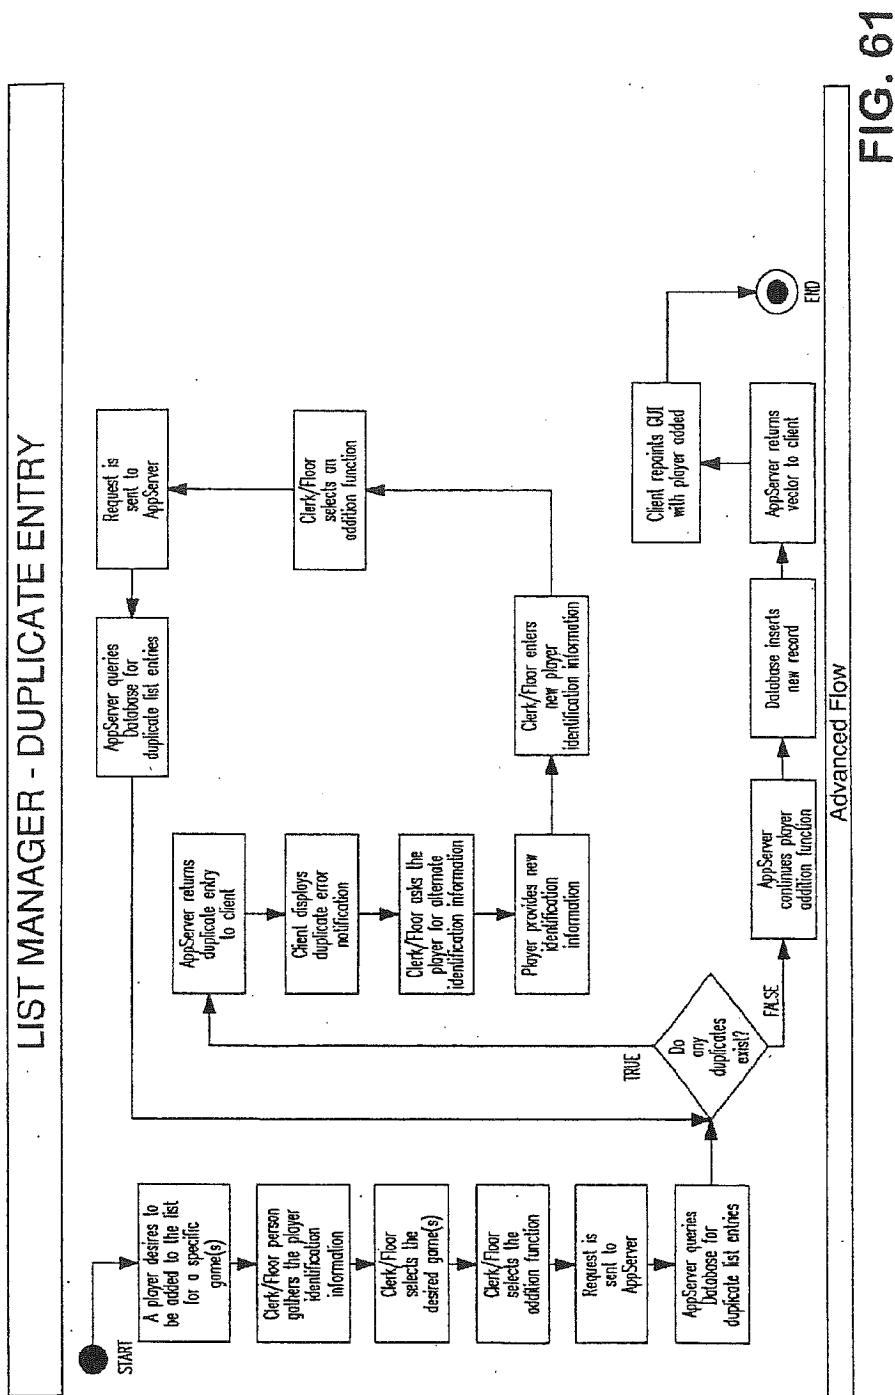 LIST MANAGER - DUPLICATE ENTRY
START
A player desires to
be added to the list
for a specific
game(s)
Clerk/Floor person
gathers the player
identification
information
Clerk/Floor
selects the
desired game(s)
Clerk/Floor
selects the
addition function
Request is
sent to
AppServer
AppServer queries
Database for
duplicate list entries
Do
any
duplicates
exist?
TRUE
FALSE
AppServer returns
duplicate entry
to client
Client displays
duplicate error
notification
Clerk/Floor asks the
player for alternate
identification information
Player provides new
identification
information
Clerk/Floor enters
new player
identification information
Clerk/Floor
selects an
addition function
Request is
sent to
AppServer
AppServer queries
Database for
duplicate list entries
AppServer
continues player
addition function
Database inserts
new record
AppServer returns
vector to client
Client repaints GUI
with player added
END
Advanced Flow
FIG. 61